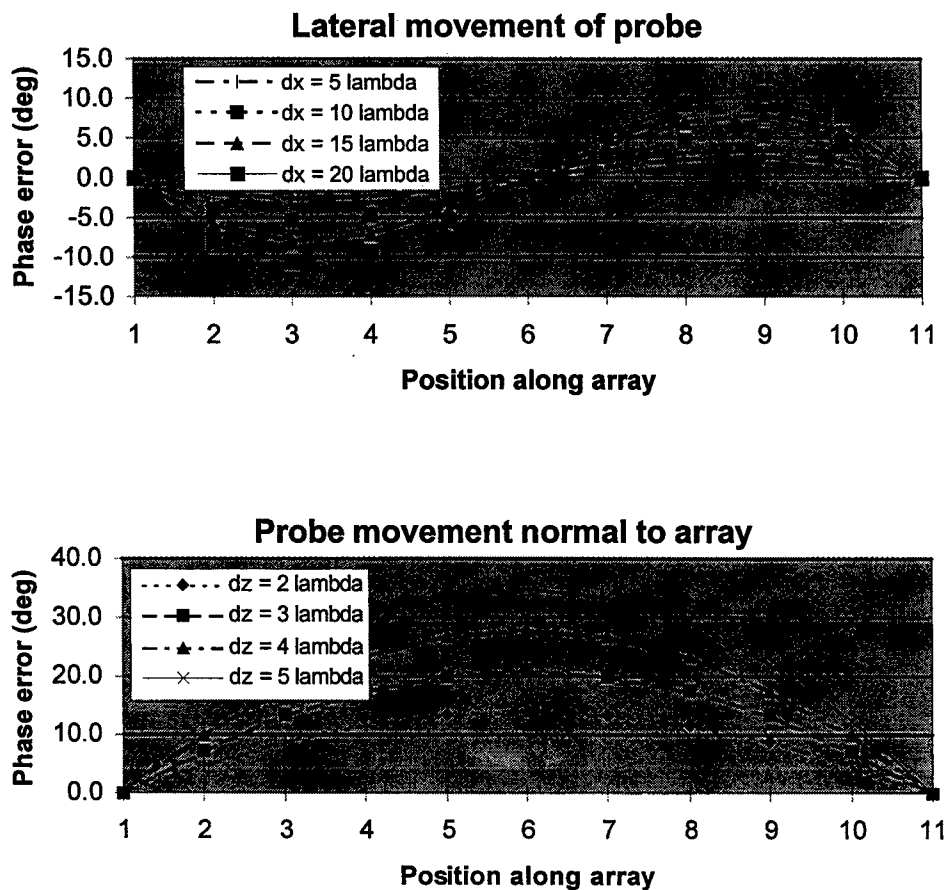 Lateral movement of probe
15.0
10.0
5.0
0.0
-5.0
-10.0
-15.0
Phase error (deg)
dx = 5 lambda
dx = 10 lambda
dx = 15 lambda
dx = 20 lambda
1 2 3 4 5 6 7 8 9 10 11
Position along array
Probe movement normal to array
40.0
30.0
20.0
10.0
0.0
Phase error (deg)
dz = 2 lambda
dz = 3 lambda
dz = 4 lambda
dz = 5 lambda
1 2 3 4 5 6 7 8 9 10 11
Position along array